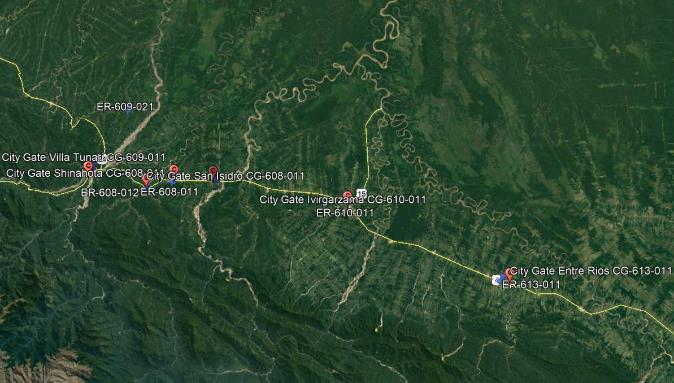 ER-609-021
City Gate Villa Tunari CG-609-011
City Gate Shinahota CG-608-011
City Gate San Isidro CG-608-011
ER-608-012
ER-608-011
15
City Gate Ivirgarzama CG-610-011
ER-610-011
City Gate Entre Rios CG-613-011
ER-613-011